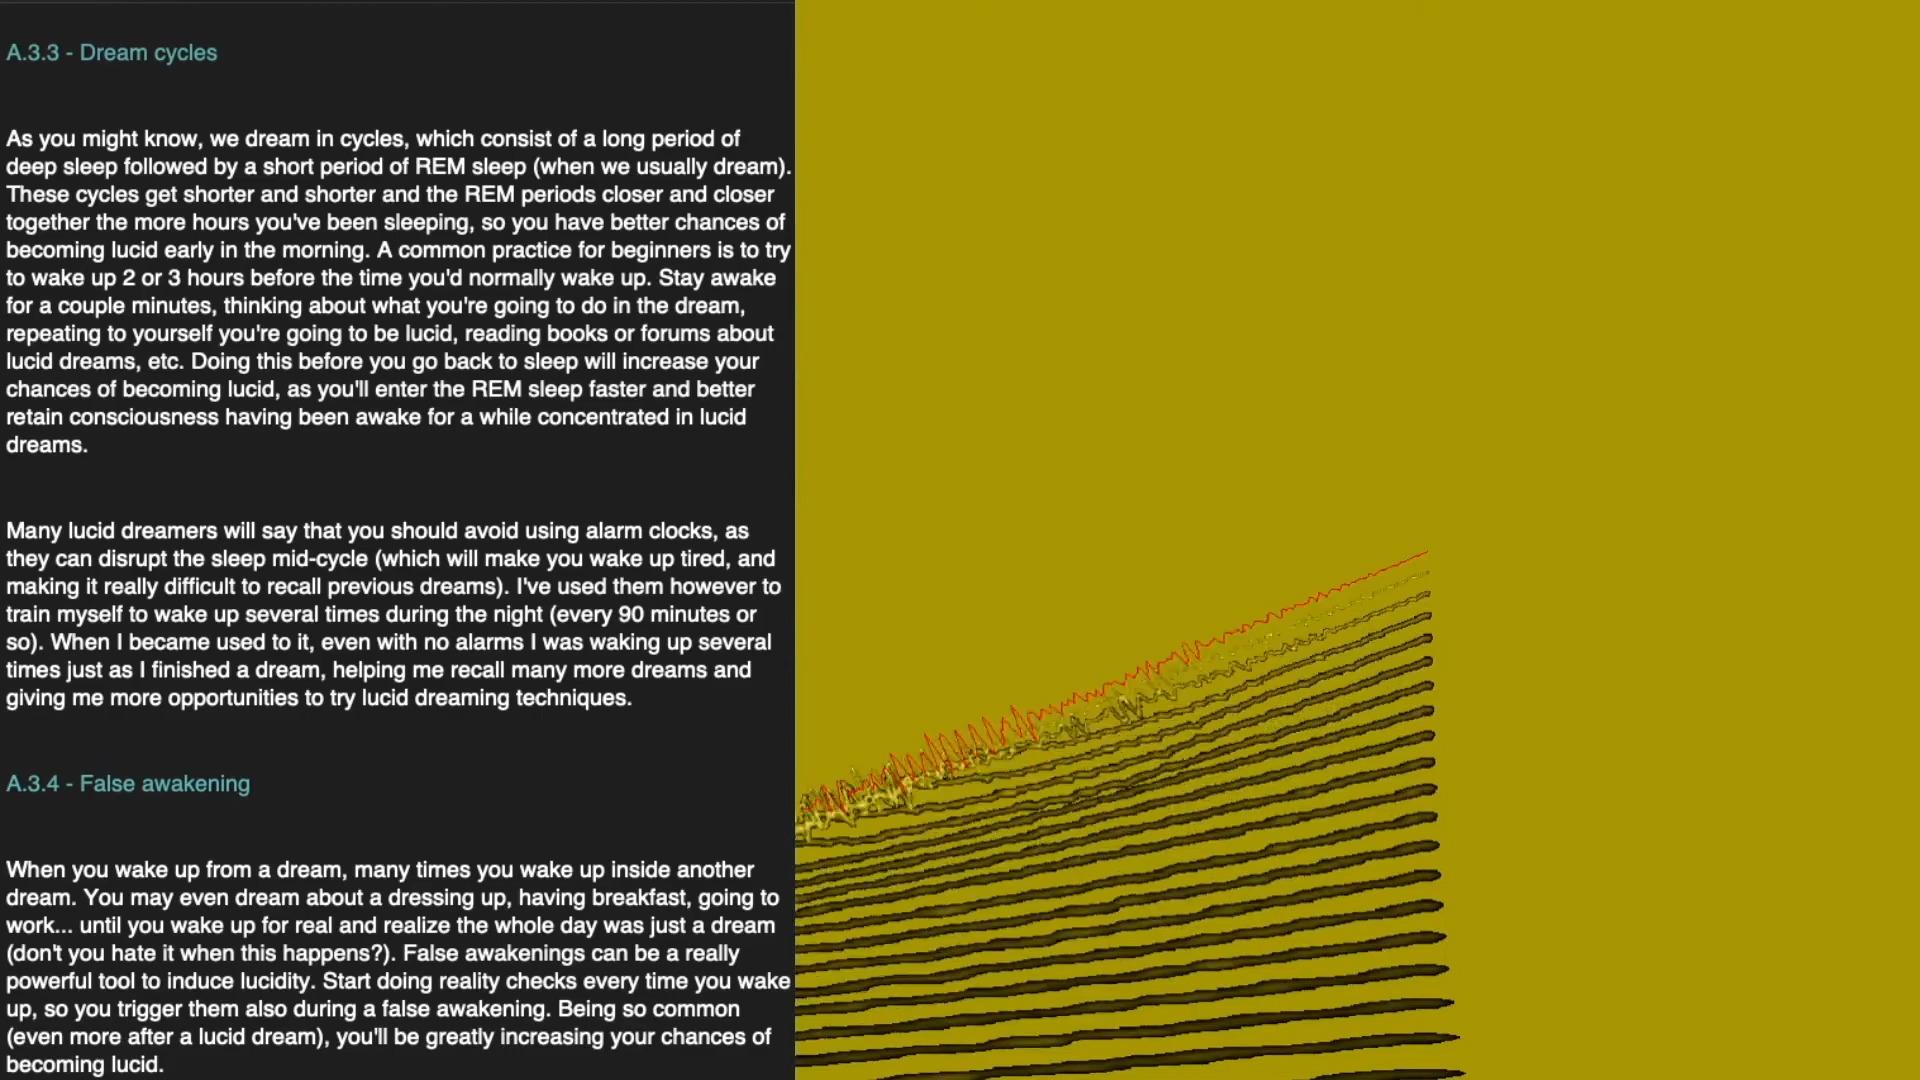 A.3.3 - Dream cycles
As you might know, we dream in cycles, which consist of a long period of
deep sleep followed by a short period of REM sleep (when we usually dream).
These cycles get shorter and shorter and the REM periods closer and closer
together the more hours you've been sleeping, so you have better chances of
becoming lucid early in the morning. A common practice for beginners is to try
to wake up 2 or 3 hours before the time you'd normally wake up. Stay awake
for a couple minutes, thinking about what you're going to do in the dream,
repeating to yourself you're going to be lucid, reading books or forums about
lucid dreams, etc. Doing this before you go back to sleep will increase your
chances of becoming lucid, as you'll enter the REM sleep faster and better
retain consciousness having been awake for a while concentrated in lucid
dreams.
Many lucid dreamers will say that you should avoid using alarm clocks, as
they can disrupt the sleep mid-cycle (which will make you wake up tired, and
making it really difficult to recall previous dreams). I've used them however to
train myself to wake up several times during the night (every 90 minutes or
so). When I became used to it, even with no alarms I was waking up several
times just as I finished a dream, helping me recall many more dreams and
giving me more opportunities to try lucid dreaming techniques.
A.3.4 - False awakening
When you wake up from a dream, many times you wake up inside another
dream. You may even dream about a dressing up, having breakfast, going to
work... until you wake up for real and realize the whole day was just a dream
(don't you hate it when this happens?). False awakenings can be a really
powerful tool to induce lucidity. Start doing reality checks every time you wake
up, so you trigger them also during a false awakening. Being so common
(even more after a lucid dream), you'll be greatly increasing your chances of
becoming lucid.